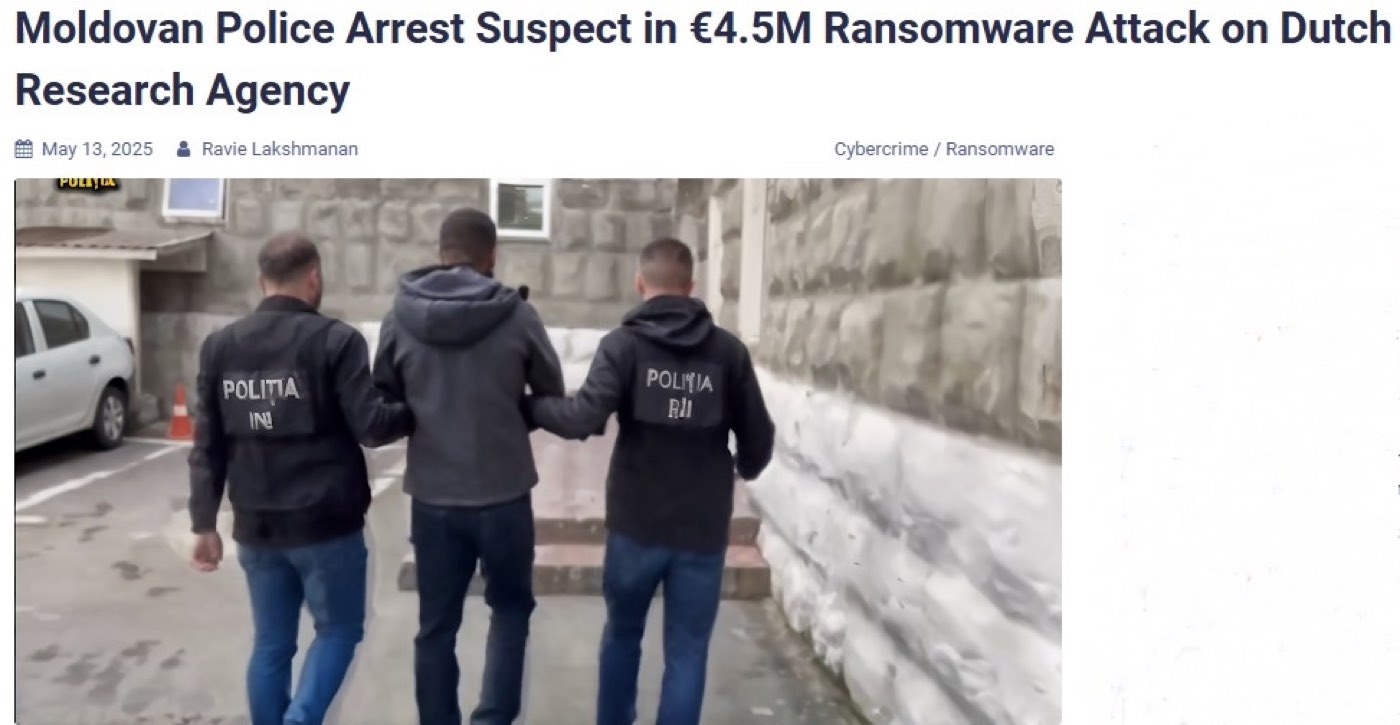 Moldovan Police Arrest Suspect in €4.5M Ransomware Attack on Dutch
Research Agency
May 13, 2025 Ravie Lakshmanan Cybercrime / Ransomware
POLIȚIA
POLIȚIA
POLIȚIA